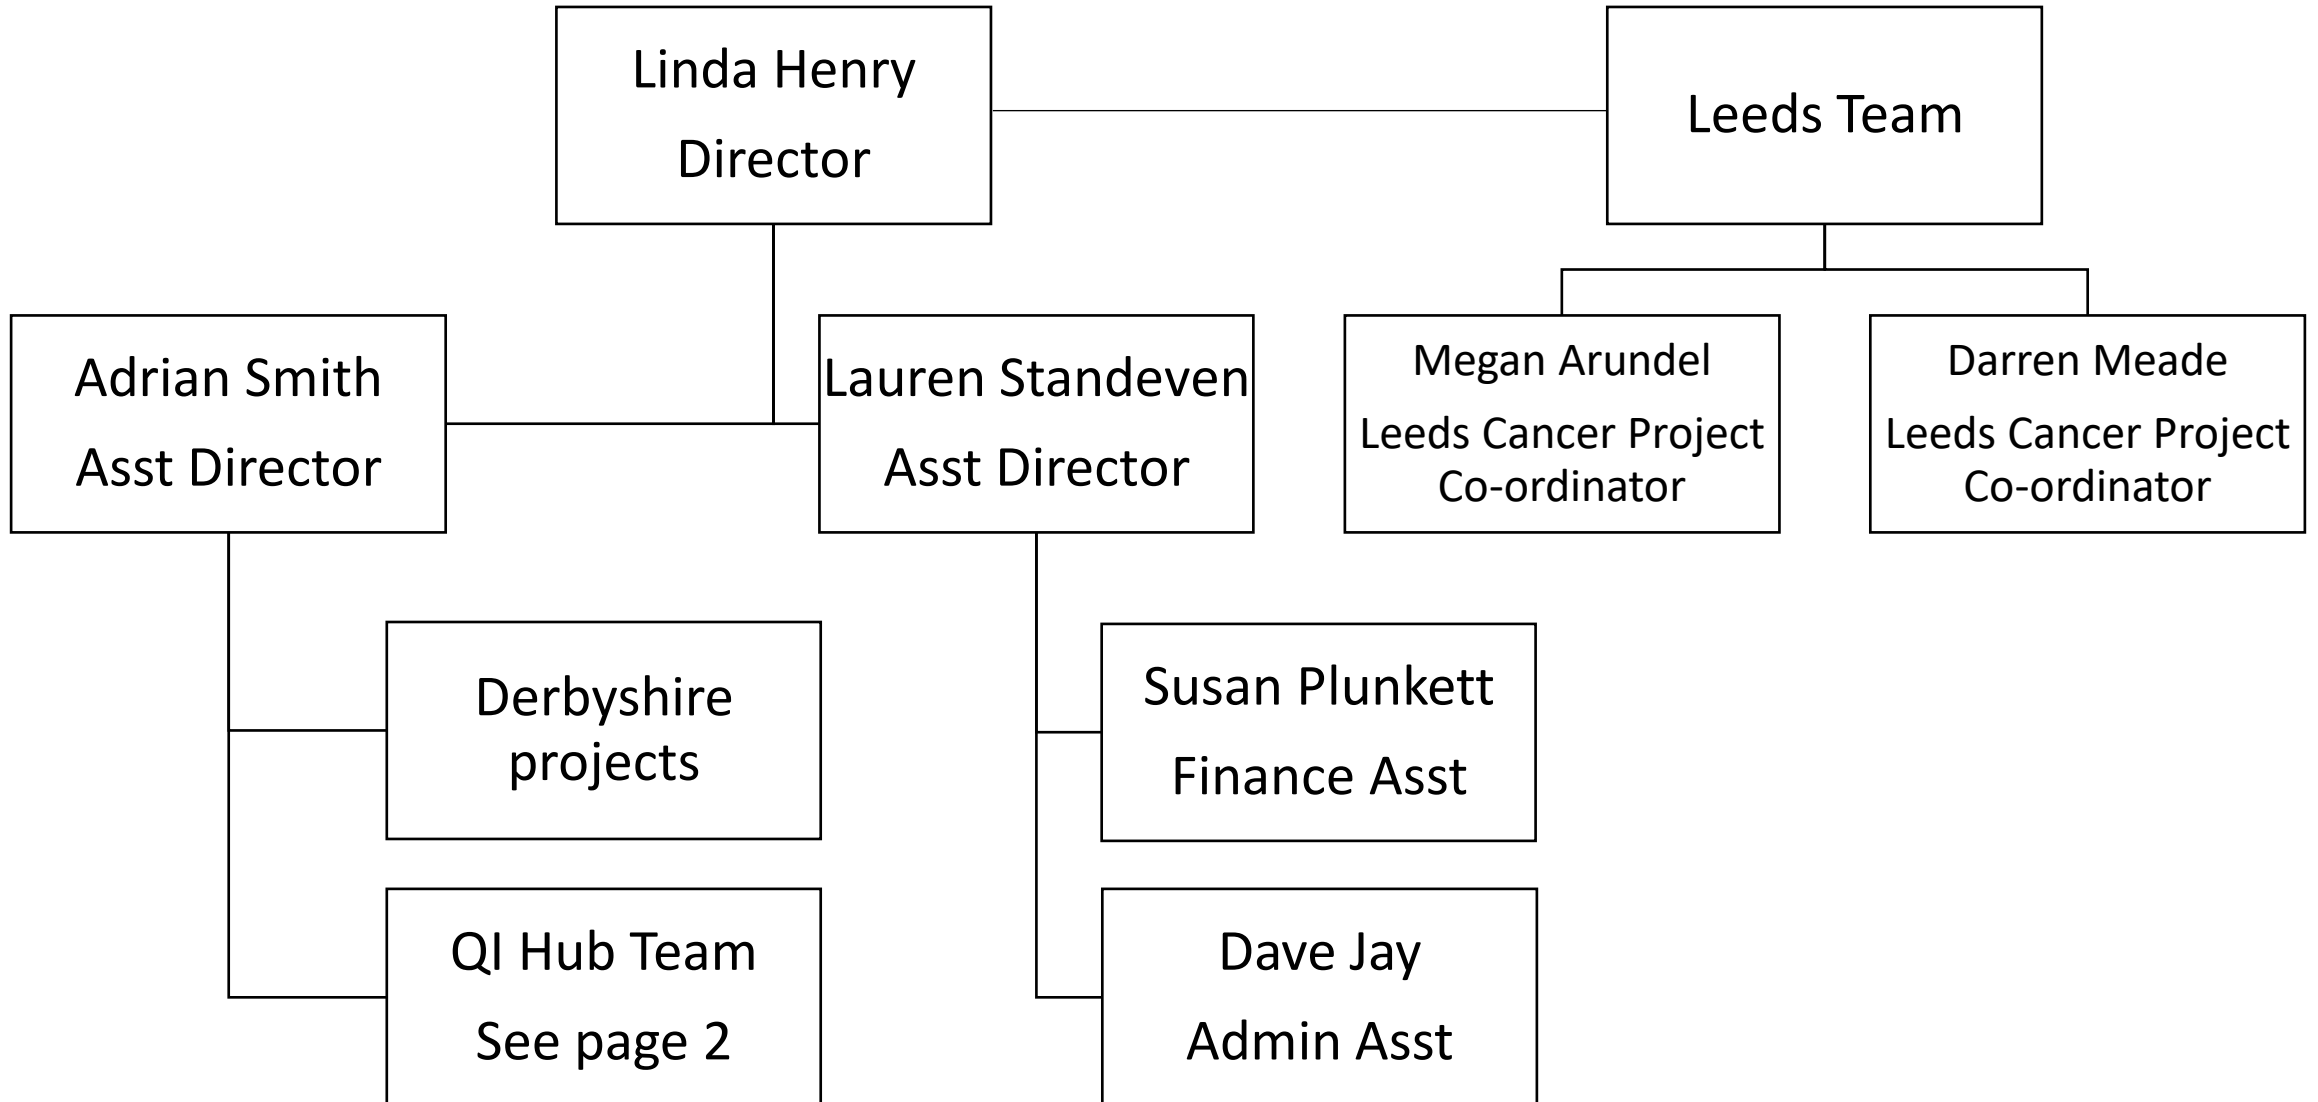 Linda Henry
Director
Leeds Team
Adrian Smith
Asst Director
Lauren Standeven
Asst Director
Megan Arundel
Leeds Cancer Project
Co-ordinator
Darren Meade
Leeds Cancer Project
Co-ordinator
Derbyshire
projects
Susan Plunkett
Finance Asst
QI Hub Team
See page 2
Dave Jay
Admin Asst